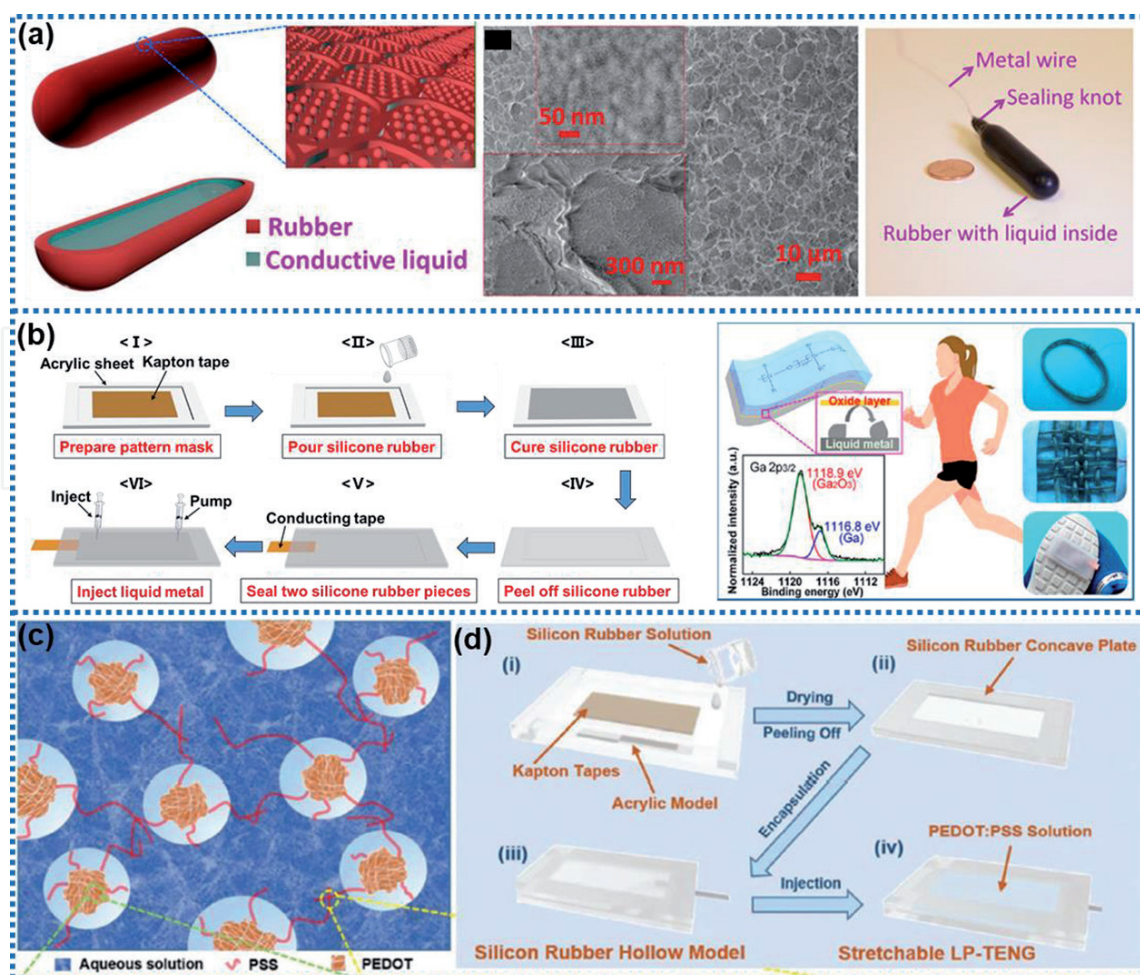 (a)
Rubber
Conductive liquid
50 nm
300 nm
10 μm
Metal wire
Sealing knot
Rubber with liquid inside
(b)
<I>
Acrylic sheet
Kapton tape
Prepare pattern mask
<II>
Pour silicone rubber
<III>
Cure silicone rubber
<IV>
Peel off silicone rubber
<V>
Conducting tape
Seal two silicone rubber pieces
<VI>
Inject
Pump
Inject liquid metal
Oxide layer
Liquid metal
Ga 2p3/2
1118.9 eV
(Ga₂O₃)
1116.8 eV
(Ga)
Normalized intensity (a.u.)
1124 1120 1116 1112
Binding energy (eV)
(c)
Aqueous solution
PSS
PEDOT
(d)
Silicon Rubber Solution
(i)
Kapton Tapes
Acrylic Model
Drying
Peeling Off
(ii)
Silicon Rubber Concave Plate
Encapsulation
(iii)
Silicon Rubber Hollow Model
Injection
PEDOT:PSS Solution
(iv)
Stretchable LP-TENG